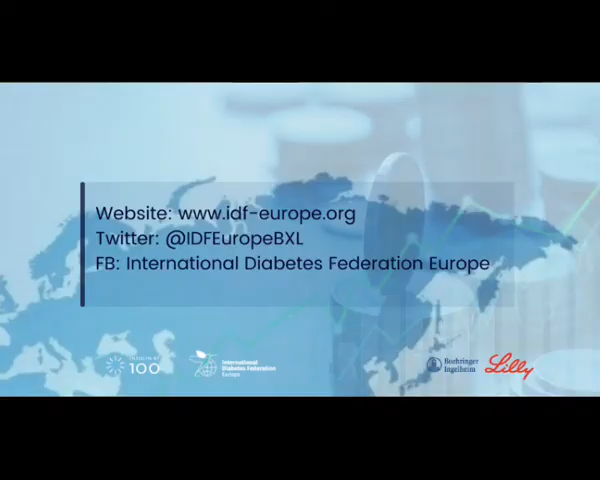 Website: www.idf-europe.org
Twitter: @IDFEuropeBXL
FB: International Diabetes Federation Europe
100
International
Diabetes Federation
Europe
Boehringer
Ingelheim
Lilly